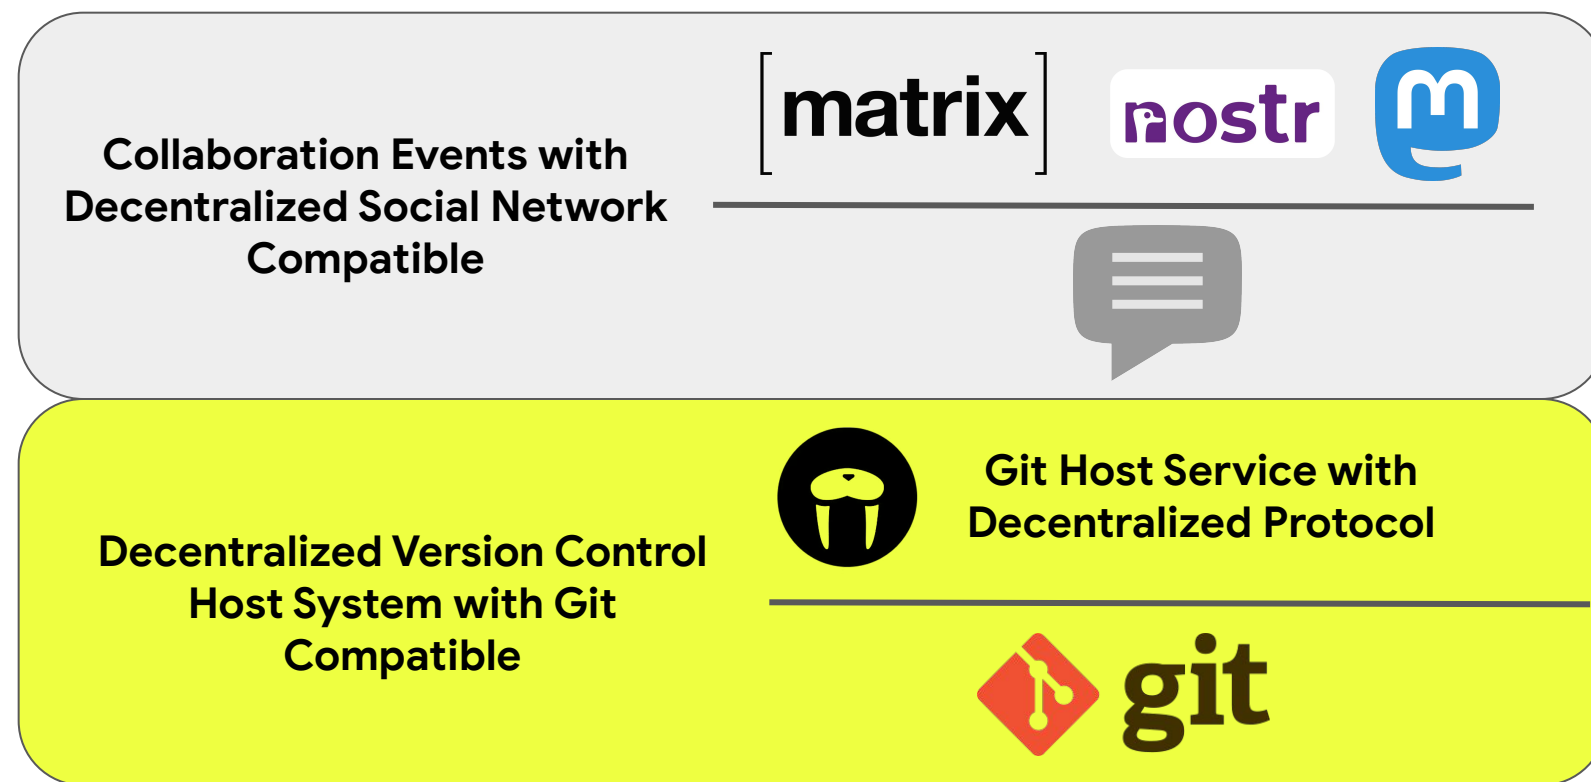 Collaboration Events with
Decentralized Social Network
Compatible
[matrix]
nostr
m
Decentralized Version Control
Host System with Git
Compatible
Git Host Service with
Decentralized Protocol
git